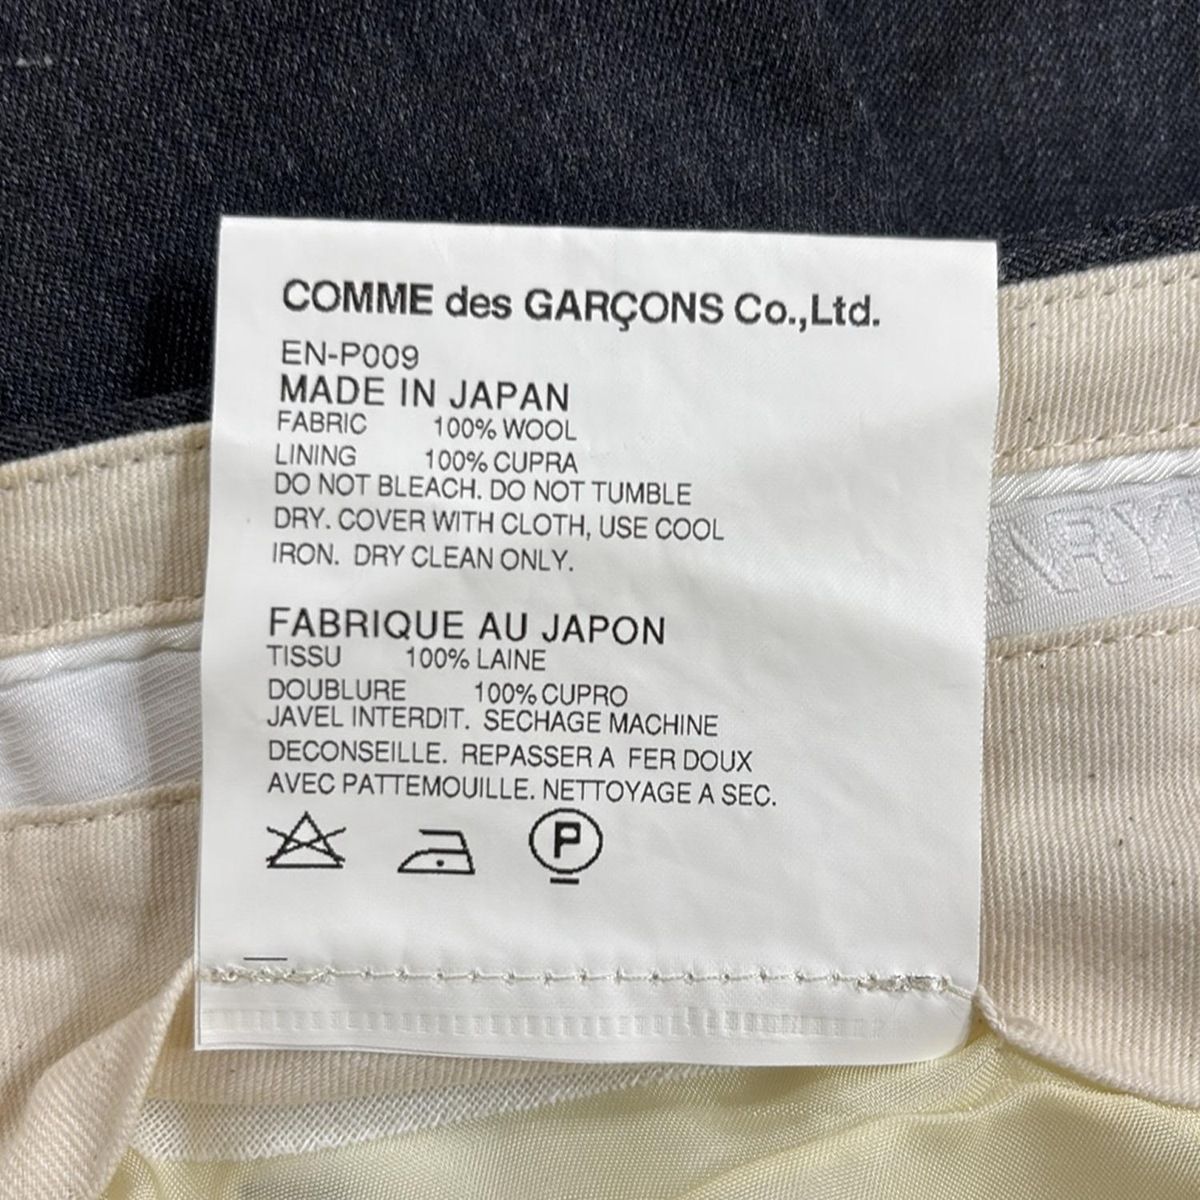 COMME des GARÇONS Co.,Ltd.
EN-P009
MADE IN JAPAN
FABRIC 100% WOOL
LINING 100% CUPRA
DO NOT BLEACH. DO NOT TUMBLE
DRY. COVER WITH CLOTH, USE COOL
IRON. DRY CLEAN ONLY.
FABRIQUE AU JAPON
TISSU 100% LAINE
DOUBLURE 100% CUPRO
JAVEL INTERDIT. SECHAGE MACHINE
DECONSEILLE. REPASSER A FER DOUX
AVEC PATTEMOUILLE. NETTOYAGE A SEC.
P